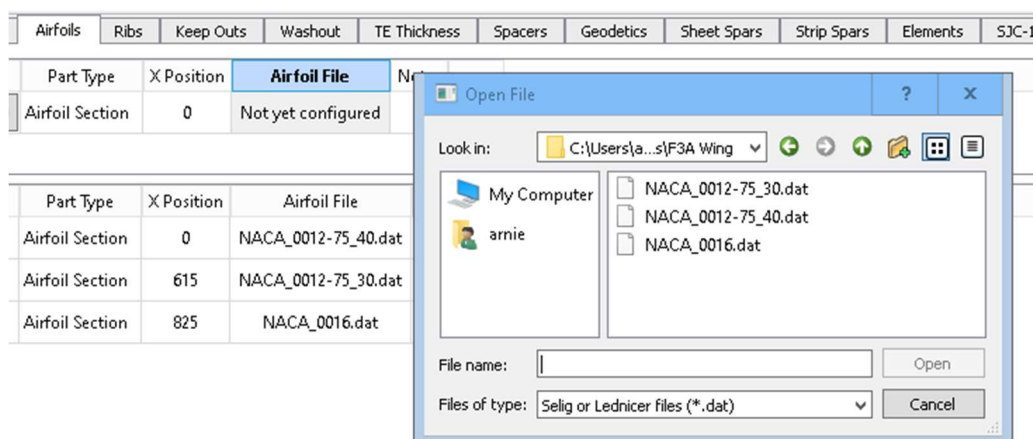 Airfoils Ribs Keep Outs Washout TE Thickness Spacers Geodetics Sheet Spars Strip Spars Elements SJC-1
Part Type X Position Airfoil File
Airfoil Section 0 Not yet configured
Open File ? x
Look in: C:\Users\a...s\F3A Wing
My Computer
arnie
NACA_0012-75_30.dat
NACA_0012-75_40.dat
NACA_0016.dat
File name: Open
Files of type: Selig or Lednicer files (*.dat) Cancel
Part Type X Position Airfoil File
Airfoil Section 0 NACA_0012-75_40.dat
Airfoil Section 615 NACA_0012-75_30.dat
Airfoil Section 825 NACA_0016.dat